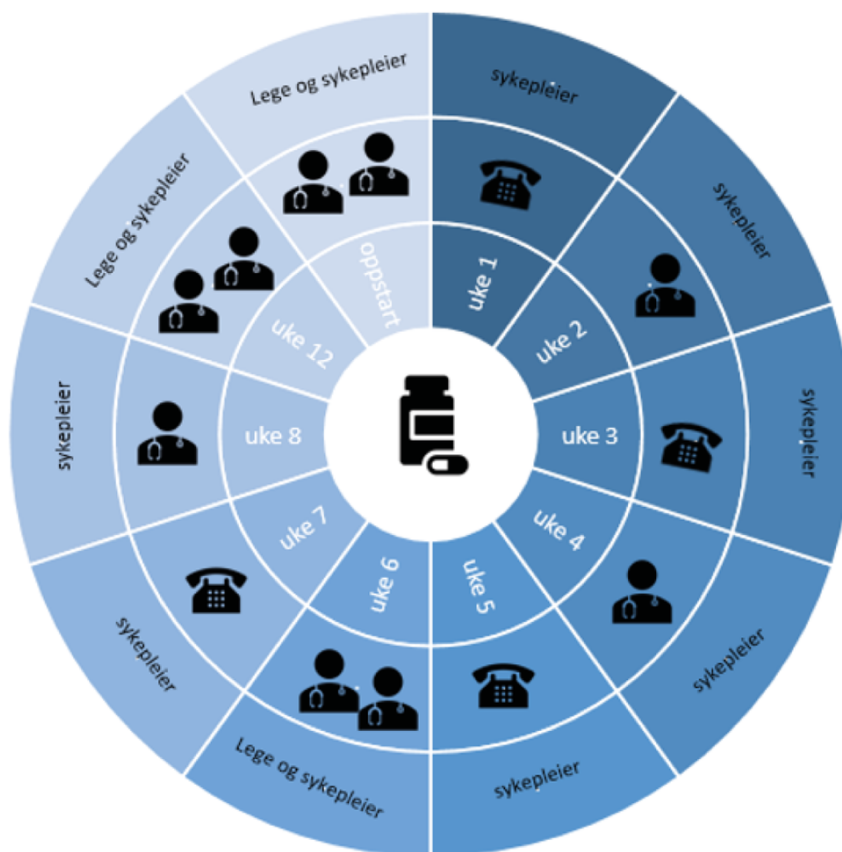 Lege og sykepleier
oppstart
sykepleier
uke 1
sykepleier
uke 2
sykepleier
uke 3
sykepleier
uke 4
sykepleier
uke 5
Lege og sykepleier
uke 6
sykepleier
uke 7
sykepleier
uke 8
Lege og sykepleier
uke 12